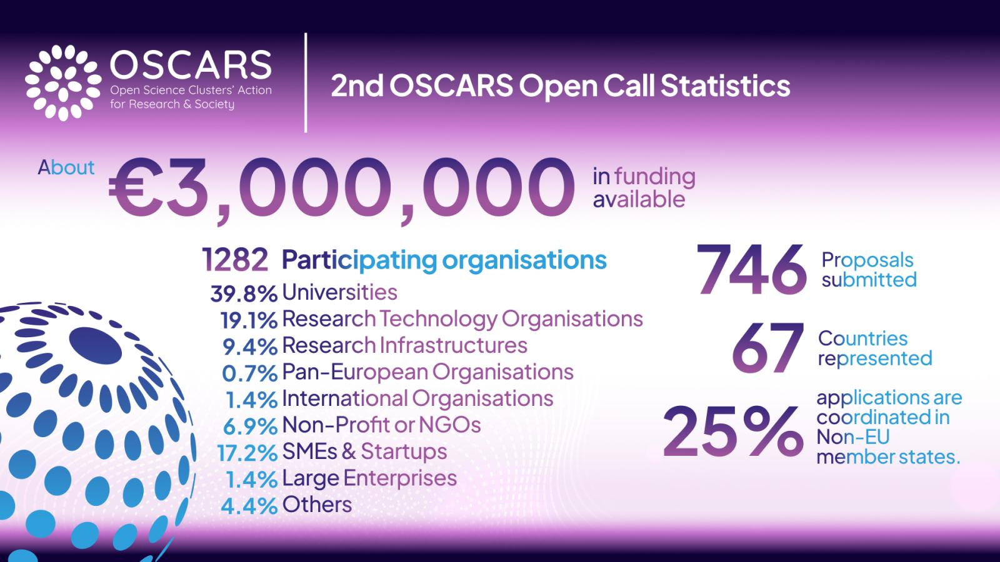 OSCARS
Open Science Clusters' Action
for Research & Society
2nd OSCARS Open Call Statistics
About €3,000,000 in funding
available
1282 Participating organisations
39.8% Universities
19.1% Research Technology Organisations
9.4% Research Infrastructures
0.7% Pan-European Organisations
1.4% International Organisations
6.9% Non-Profit or NGOs
17.2% SMEs & Startups
1.4% Large Enterprises
4.4% Others
746 Proposals
submitted
67 Countries
represented
25% applications are
coordinated in
Non-EU
member states.